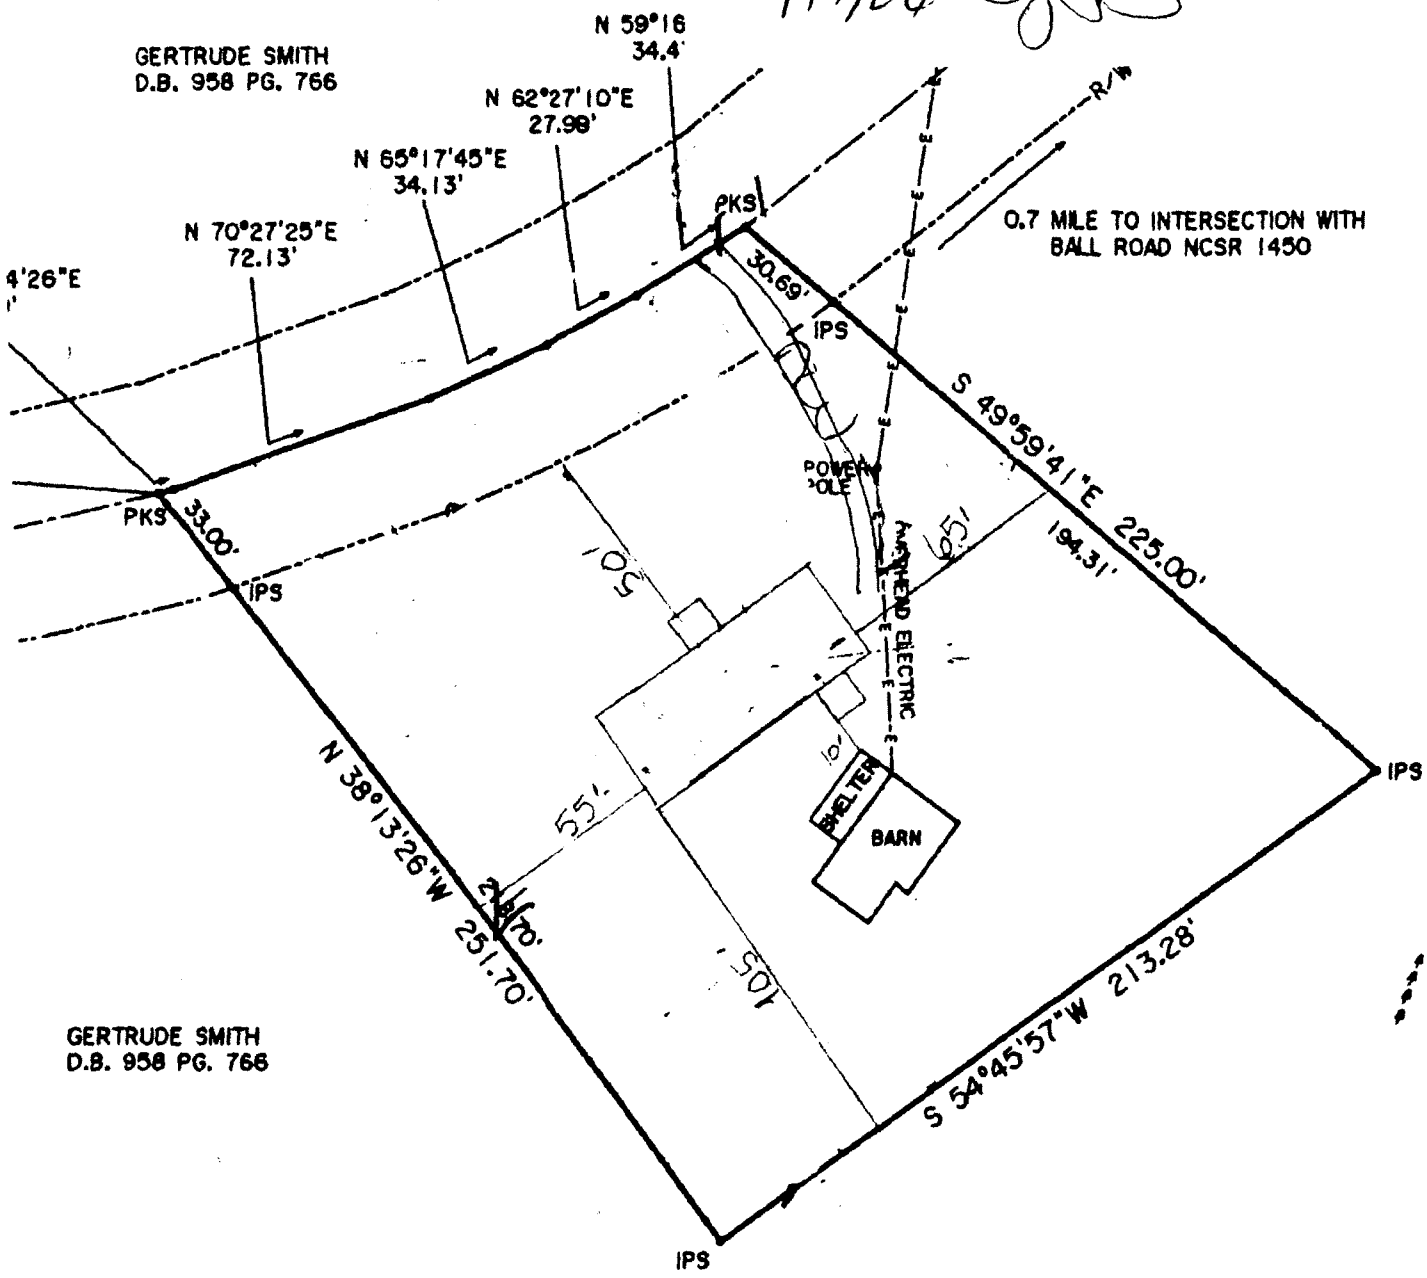 GERTRUDE SMITH
D.B. 958 PG. 766
N 59°16
34.4'
N 62°27'10"E
27.98'
N 65°17'45"E
34.13'
N 70°27'25"E
72.13'
4'26"E
R/W
0.7 MILE TO INTERSECTION WITH
BALL ROAD NCSR 1450
PKS
30.69'
IPS
PKS
33.00'
IPS
S 49°59'41"E 225.00'
194.31'
POWER
POLE
ELECTRIC
E
E
E
E
E
E
E
E
E
E
E
50'
65'
55'
10'
105'
SHELTER
BARN
IPS
N 38°13'26"W 251.70'
S 54°45'57"W 213.28'
GERTRUDE SMITH
D.B. 958 PG. 766
IPS